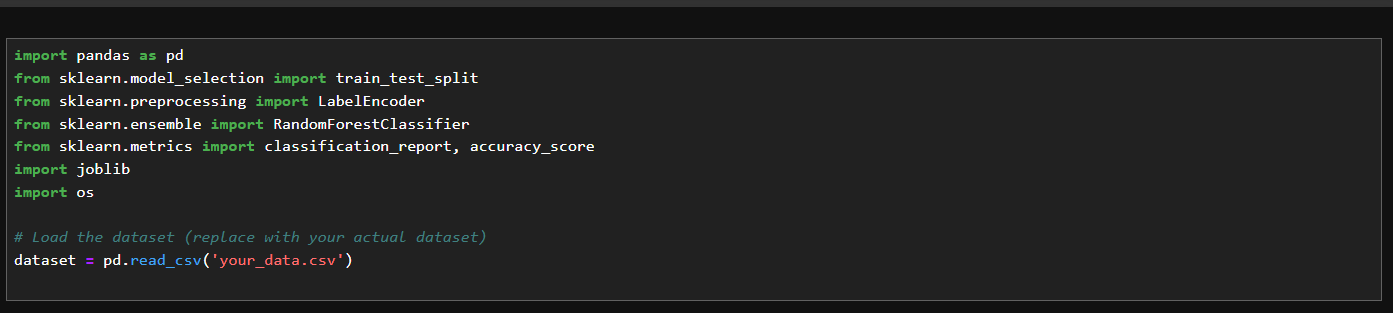 import pandas as pd
from sklearn.model_selection import train_test_split
from sklearn.preprocessing import LabelEncoder
from sklearn.ensemble import RandomForestClassifier
from sklearn.metrics import classification_report, accuracy_score
import joblib
import os
# Load the dataset (replace with your actual dataset)
dataset = pd.read_csv('your_data.csv')